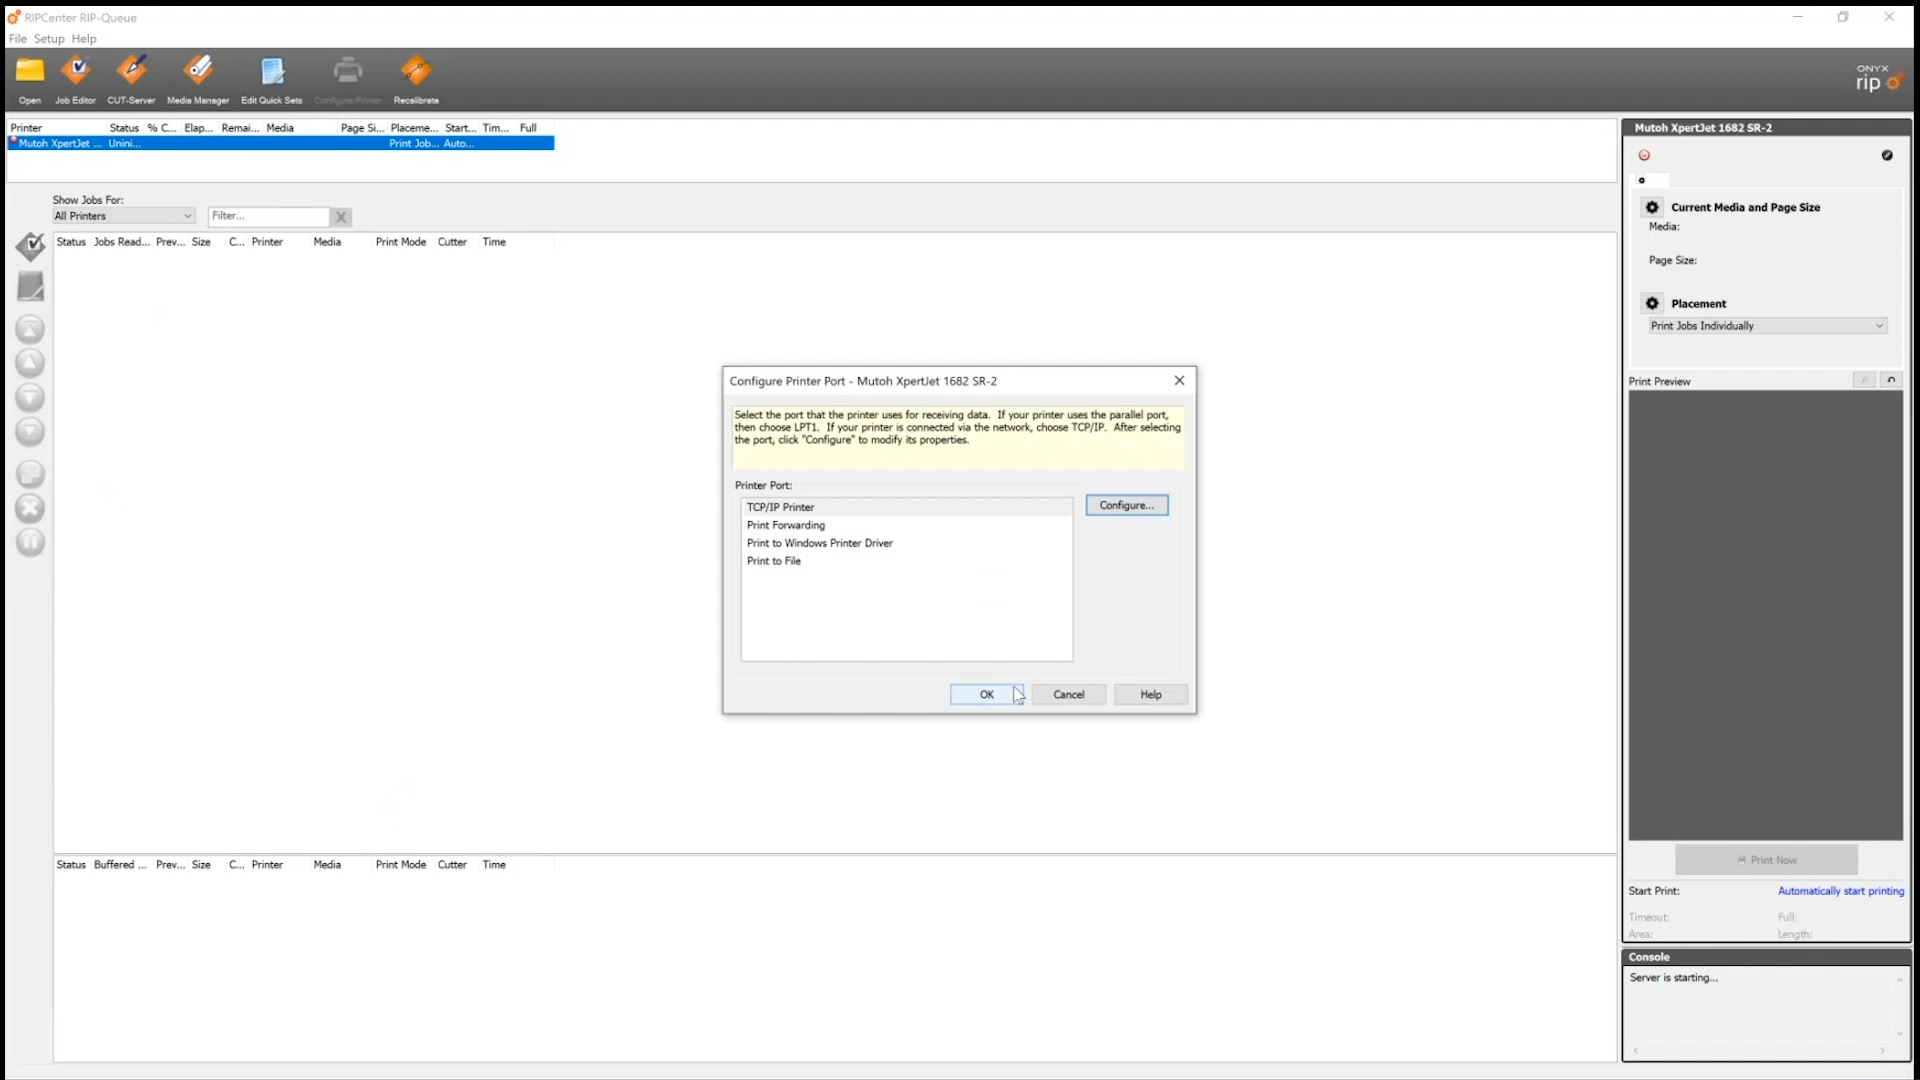 RIPCenter RIP-Queue
File Setup Help
Open Job Editor CUT-Server Media Manager Edit Quick Sets Configure Printer Recalibrate
ONYX
rip
Printer Status % C... Elap... Remai... Media Page Si... Placeme... Start... Tim... Full
Mutoh XpertJet ... Unini... Print Job... Auto...
Show Jobs For:
All Printers Filter...
Status Jobs Read... Prev... Size C... Printer Media Print Mode Cutter Time
Configure Printer Port - Mutoh XpertJet 1682 SR-2
Select the port that the printer uses for receiving data. If your printer uses the parallel port,
then choose LPT1. If your printer is connected via the network, choose TCP/IP. After selecting
the port, click "Configure" to modify its properties.
Printer Port:
TCP/IP Printer
Print Forwarding
Print to Windows Printer Driver
Print to File
Configure...
OK Cancel Help
Status Buffered ... Prev... Size C... Printer Media Print Mode Cutter Time
Mutoh XpertJet 1682 SR-2
Current Media and Page Size
Media:
Page Size:
Placement
Print Jobs Individually
Print Preview
Print Now
Start Print: Automatically start printing
Timeout: Full:
Area: Length:
Console
Server is starting...